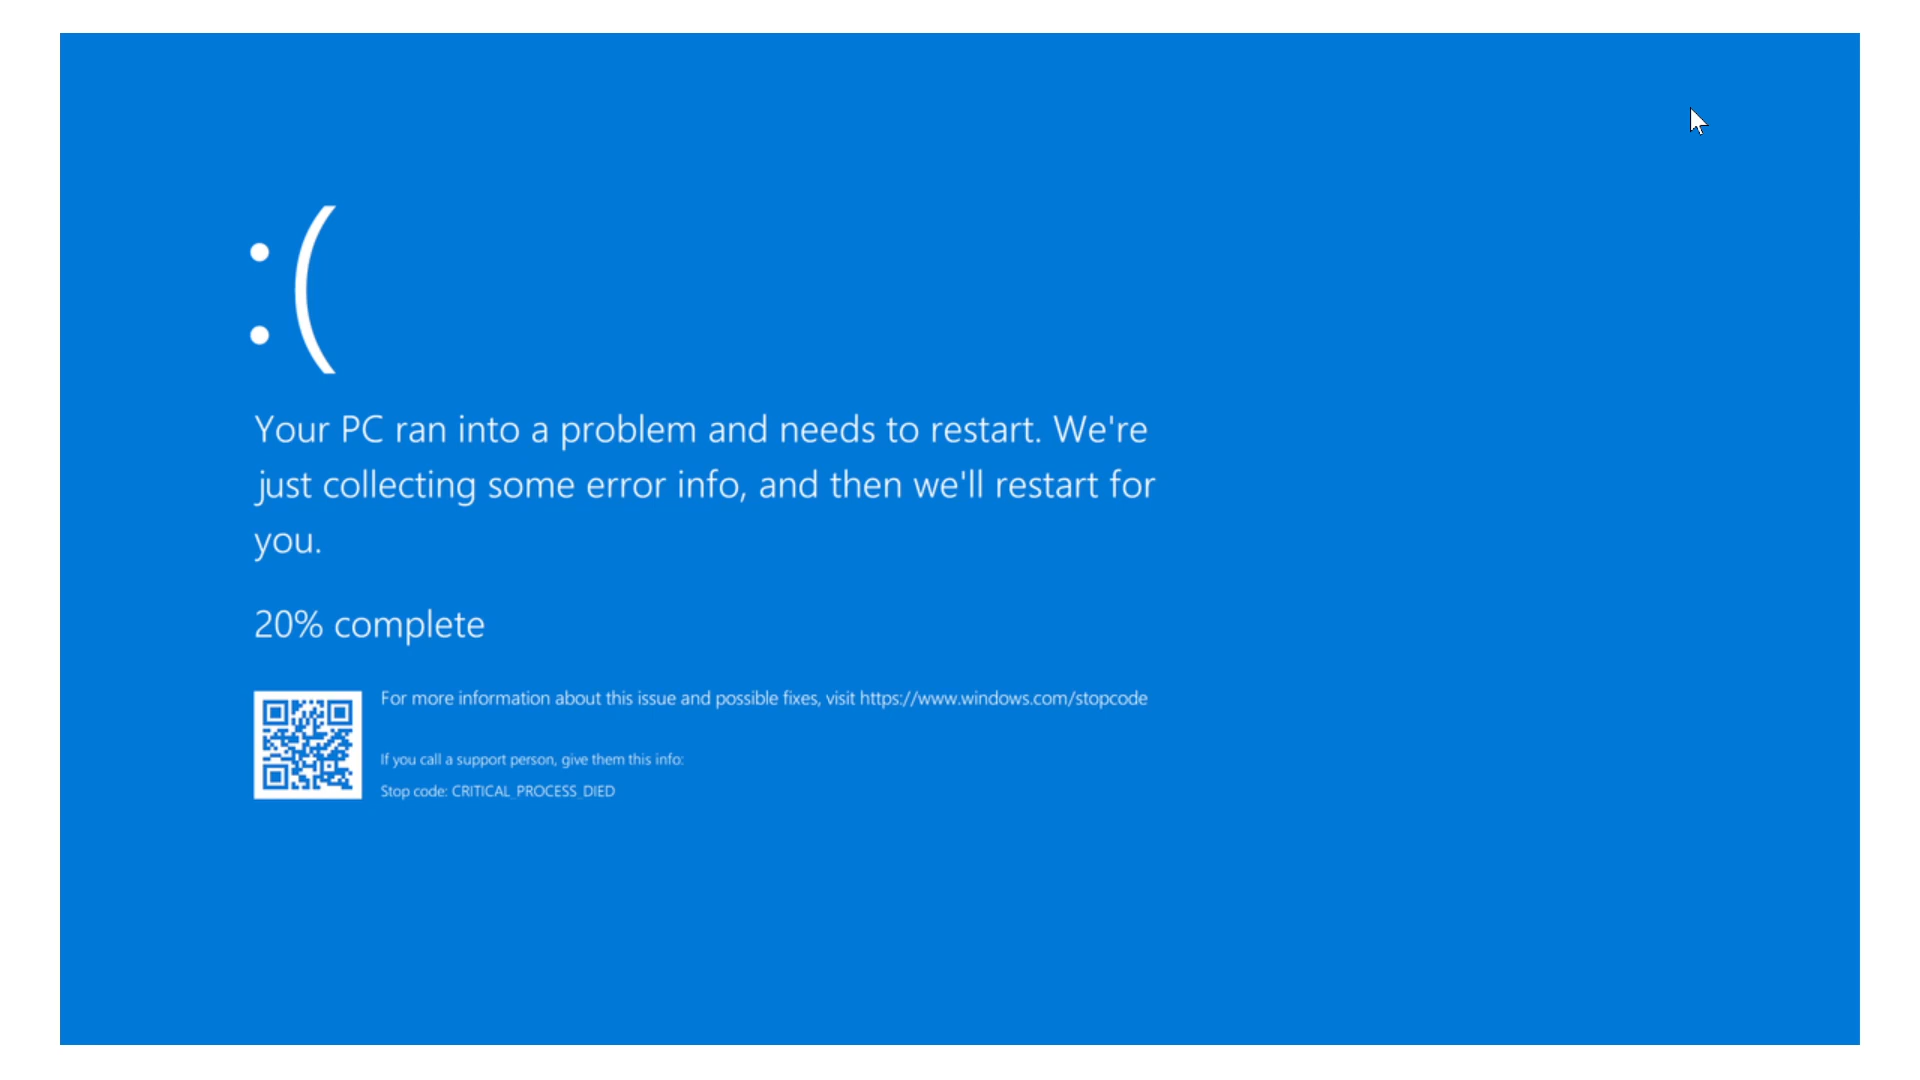 :(
Your PC ran into a problem and needs to restart. We're
just collecting some error info, and then we'll restart for
you.
20% complete
For more information about this issue and possible fixes, visit https://www.windows.com/stopcode
If you call a support person, give them this info:
Stop code: CRITICAL_PROCESS_DIED